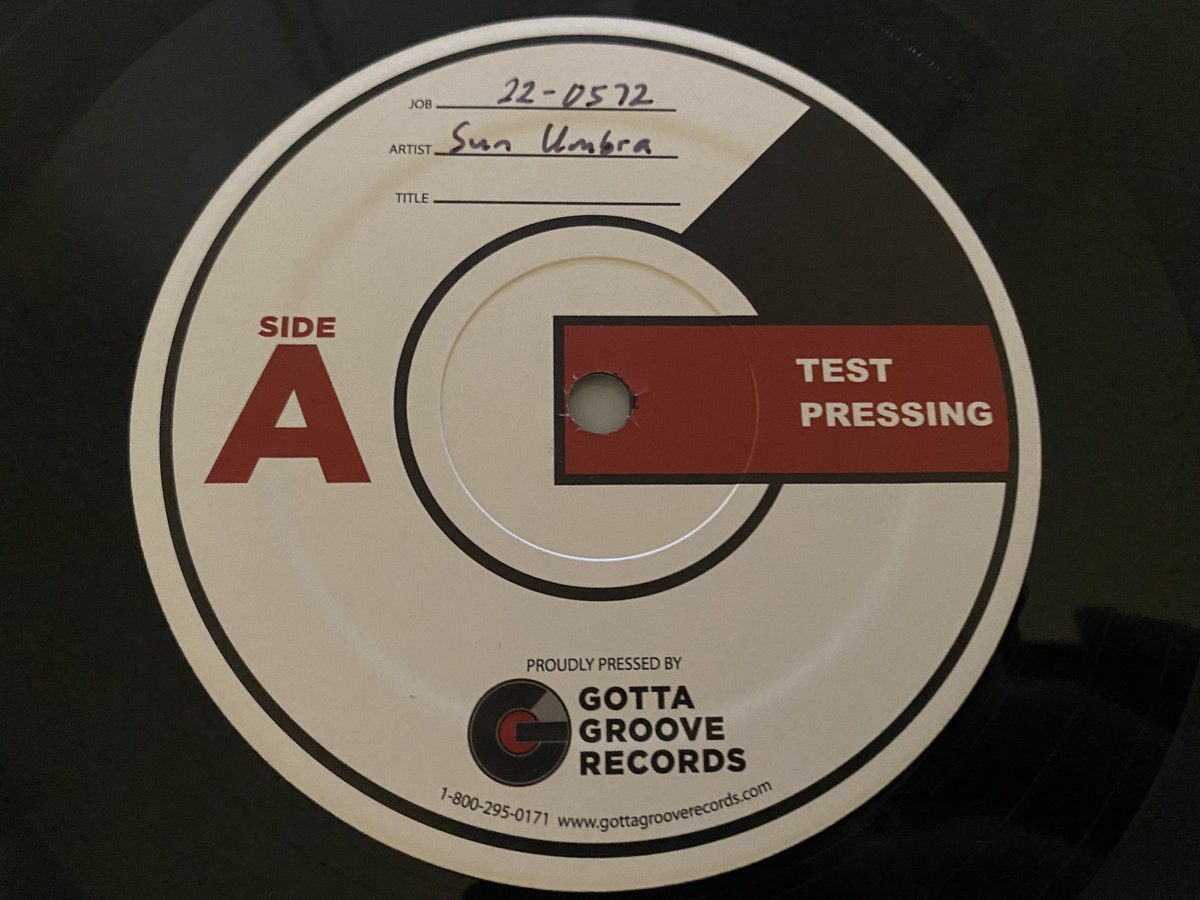 JOB 22-0572
ARTIST Sun Umbra
TITLE
SIDE
A
TEST
PRESSING
PROUDLY PRESSED BY
GOTTA
GROOVE
RECORDS
1-800-295-0171 www.gottagrooverecords.com